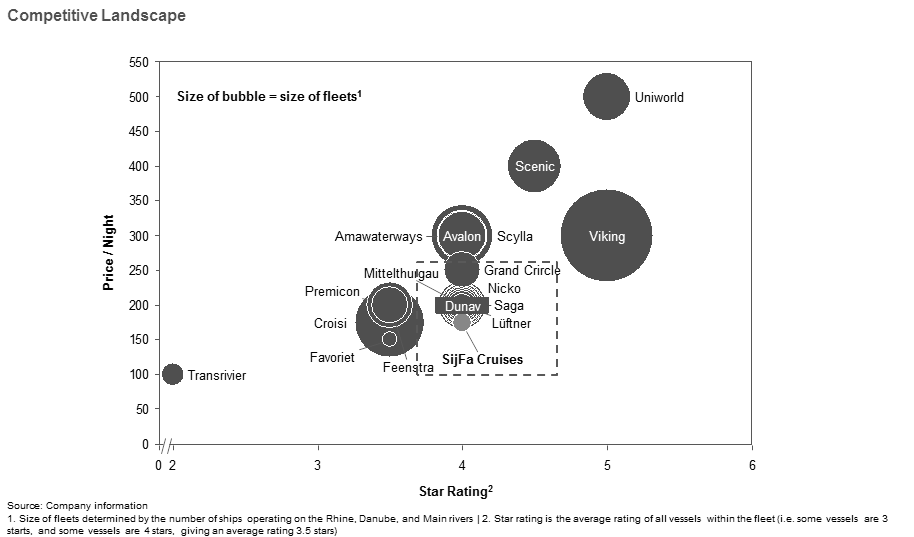 Competitive Landscape
Size of bubble = size of fleets1
550
500
450
400
350
300
250
200
150
100
50
0
Price / Night
Uniworld
Scenic
Viking
Amawaterways
Avalon
Scylla
Grand Crircle
Mittelthurgau
Nicko
Premicon
Dunav
Saga
Croisi
Lüftner
Favoriet
Feenstra
SijFa Cruises
Transrivier
0 2 3 4 5 6
Star Rating2
Source: Company information
1. Size of fleets determined by the number of ships operating on the Rhine, Danube, and Main rivers | 2. Star rating is the average rating of all vessels within the fleet (i.e. some vessels are 3
starts, and some vessels are 4 stars, giving an average rating 3.5 stars)